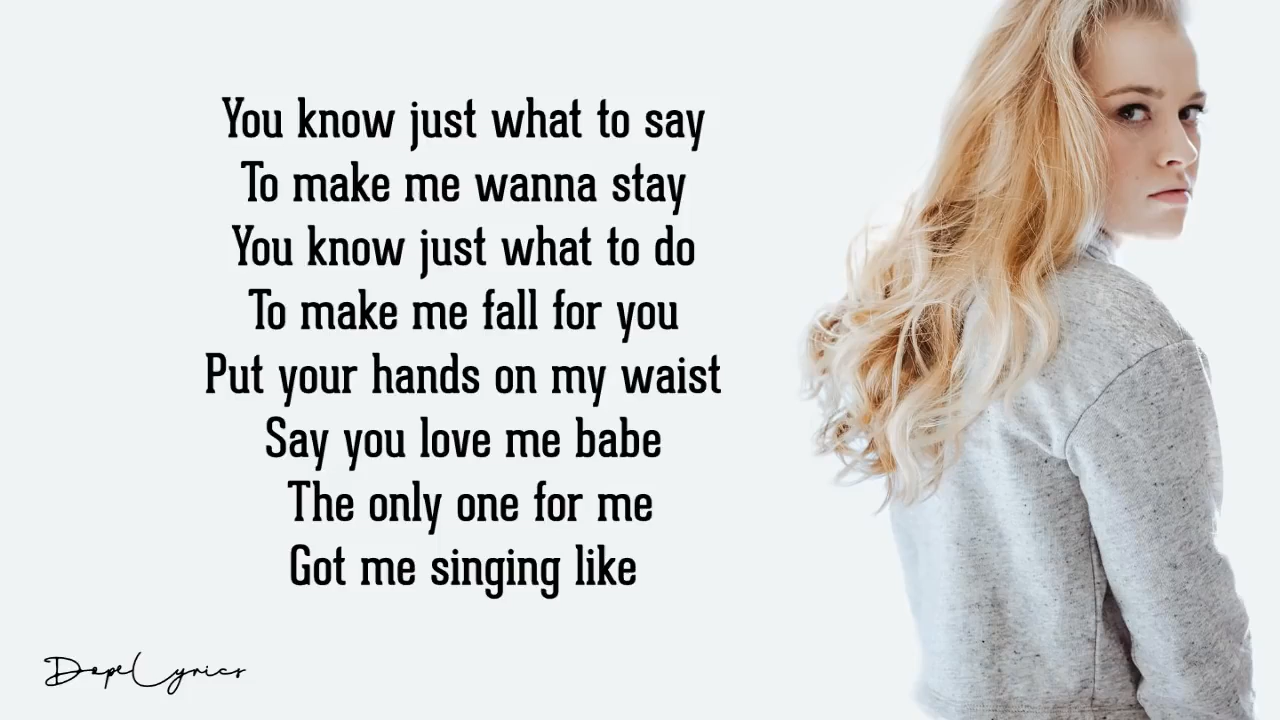 You know just what to say
To make me wanna stay
You know just what to do
To make me fall for you
Put your hands on my waist
Say you love me babe
The only one for me
Got me singing like
DopeLyrics